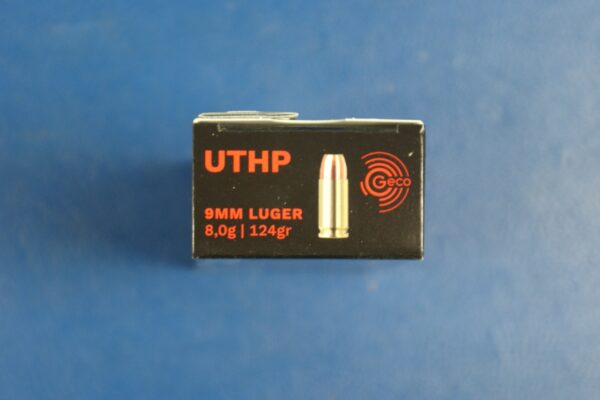 UTHP
Geco
9MM LUGER
8,0g | 124gr